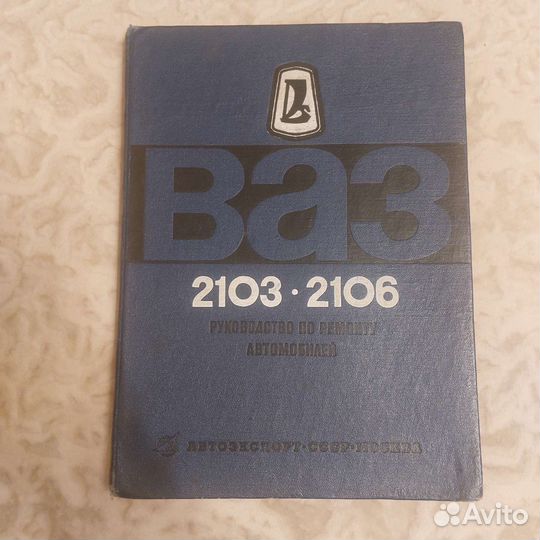 ВАЗ
2103 · 2106
РУКОВОДСТВО ПО РЕМОНТУ
АВТОМОБИЛЕЙ
АВТОЭКСПОРТ · СССР · МОСКВА
Avito